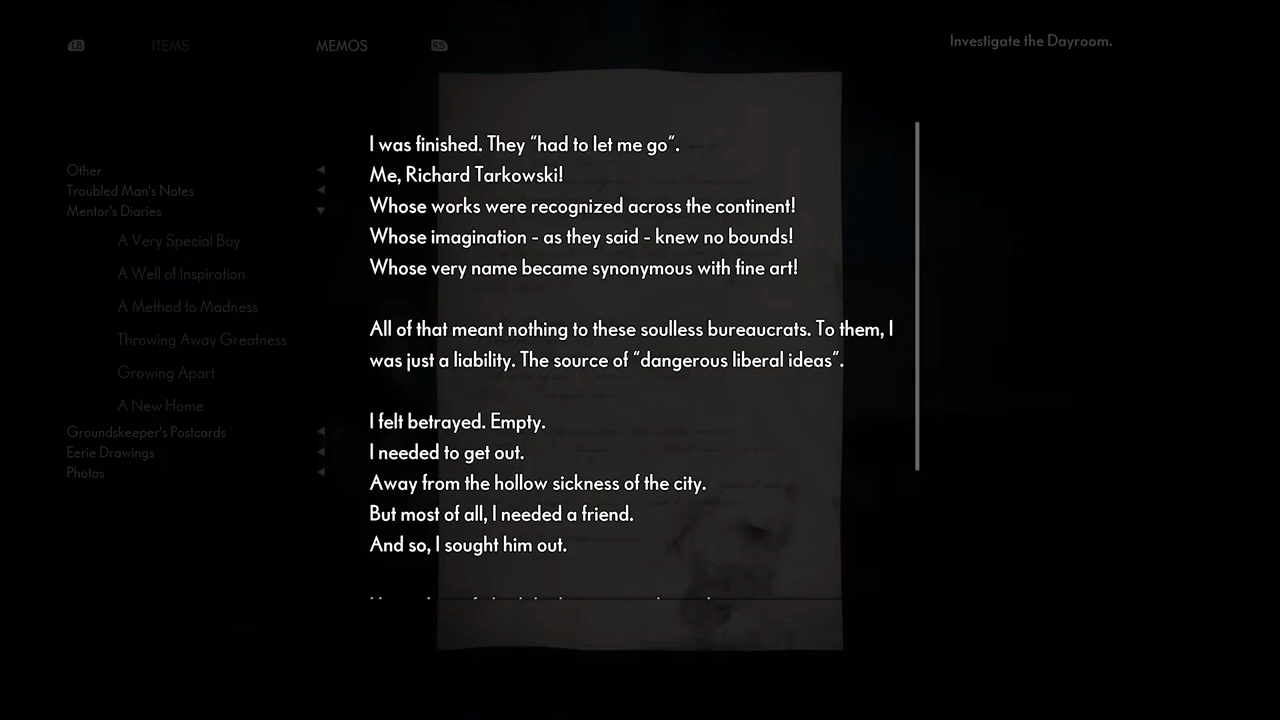 LB
ITEMS
MEMOS
RB
Investigate the Dayroom.
Other
Troubled Man's Notes
Mentor's Diaries
A Very Special Boy
A Well of Inspiration
A Method to Madness
Throwing Away Greatness
Growing Apart
A New Home
Groundskeeper's Postcards
Eerie Drawings
Photos
I was finished. They “had to let me go”.
Me, Richard Tarkowski!
Whose works were recognized across the continent!
Whose imagination - as they said - knew no bounds!
Whose very name became synonymous with fine art!
All of that meant nothing to these soulless bureaucrats. To them, I
was just a liability. The source of “dangerous liberal ideas”.
I felt betrayed. Empty.
I needed to get out.
Away from the hollow sickness of the city.
But most of all, I needed a friend.
And so, I sought him out.